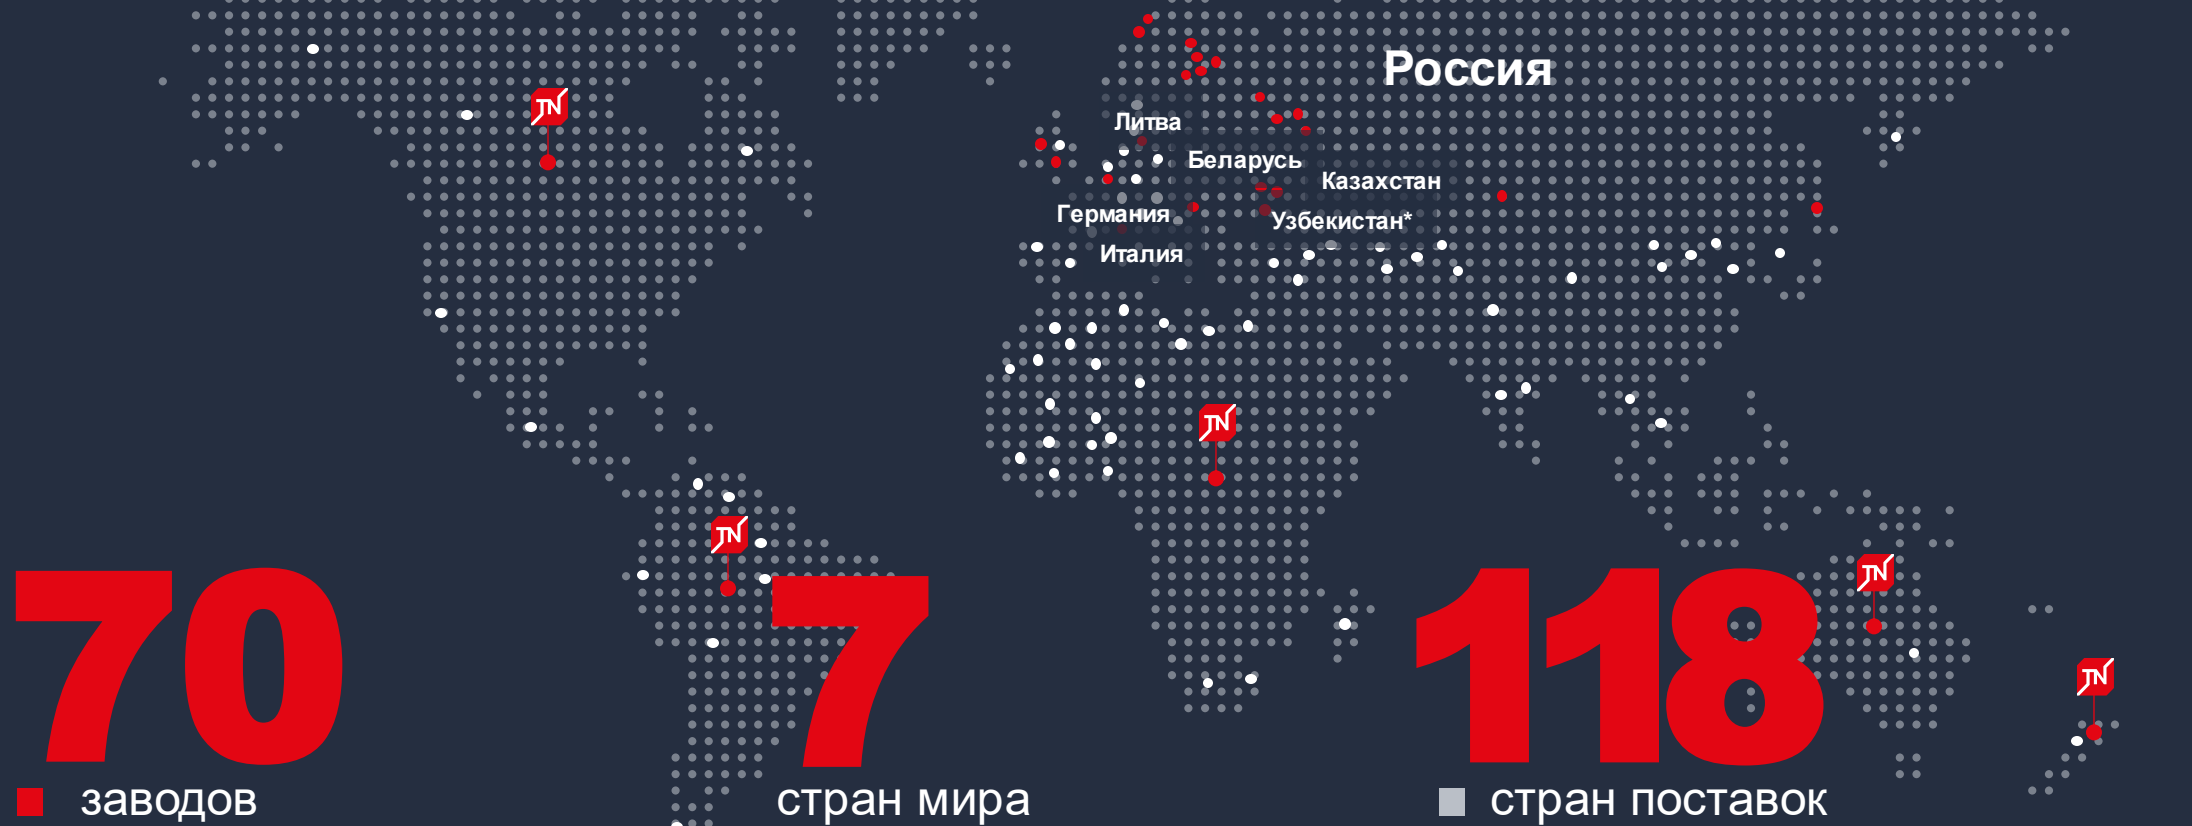 Россия
TN
Литва
Беларусь
Казахстан
Германия
Узбекистан*
Италия
TN
TN
TN
TN
70
7
118
заводов
стран мира
стран поставок